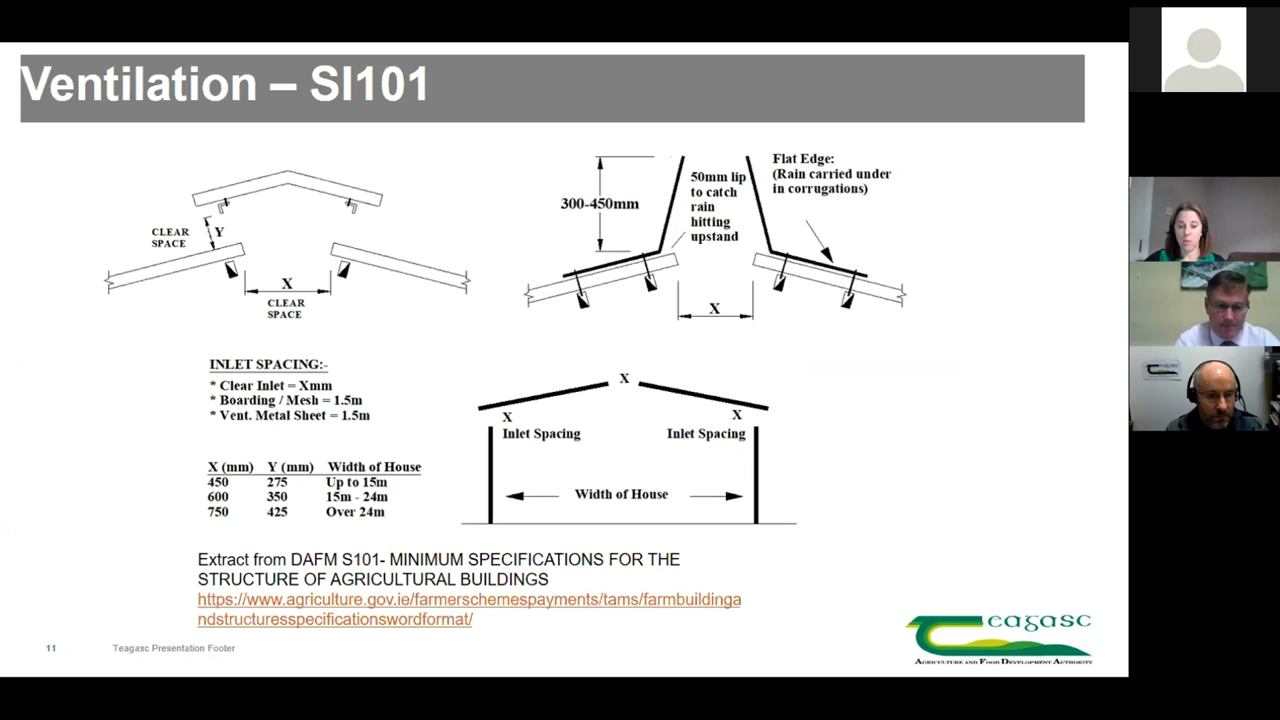 Ventilation – SI101
CLEAR
SPACE
Y
X
CLEAR
SPACE
300-450mm
50mm lip
to catch
rain
hitting
upstand
Flat Edge:
(Rain carried under
in corrugations)
X
INLET SPACING:-
* Clear Inlet = Xmm
* Boarding / Mesh = 1.5m
* Vent. Metal Sheet = 1.5m
X (mm) Y (mm) Width of House
450 275 Up to 15m
600 350 15m - 24m
750 425 Over 24m
X
X
X
Inlet Spacing
Inlet Spacing
Width of House
Extract from DAFM S101- MINIMUM SPECIFICATIONS FOR THE
STRUCTURE OF AGRICULTURAL BUILDINGS
https://www.agriculture.gov.ie/farmerschemespayments/tams/farmbuildinga
ndstructuresspecificationswordformat/
11
Teagasc Presentation Footer
Teagasc
AGRICULTURE AND FOOD DEVELOPMENT AUTHORITY